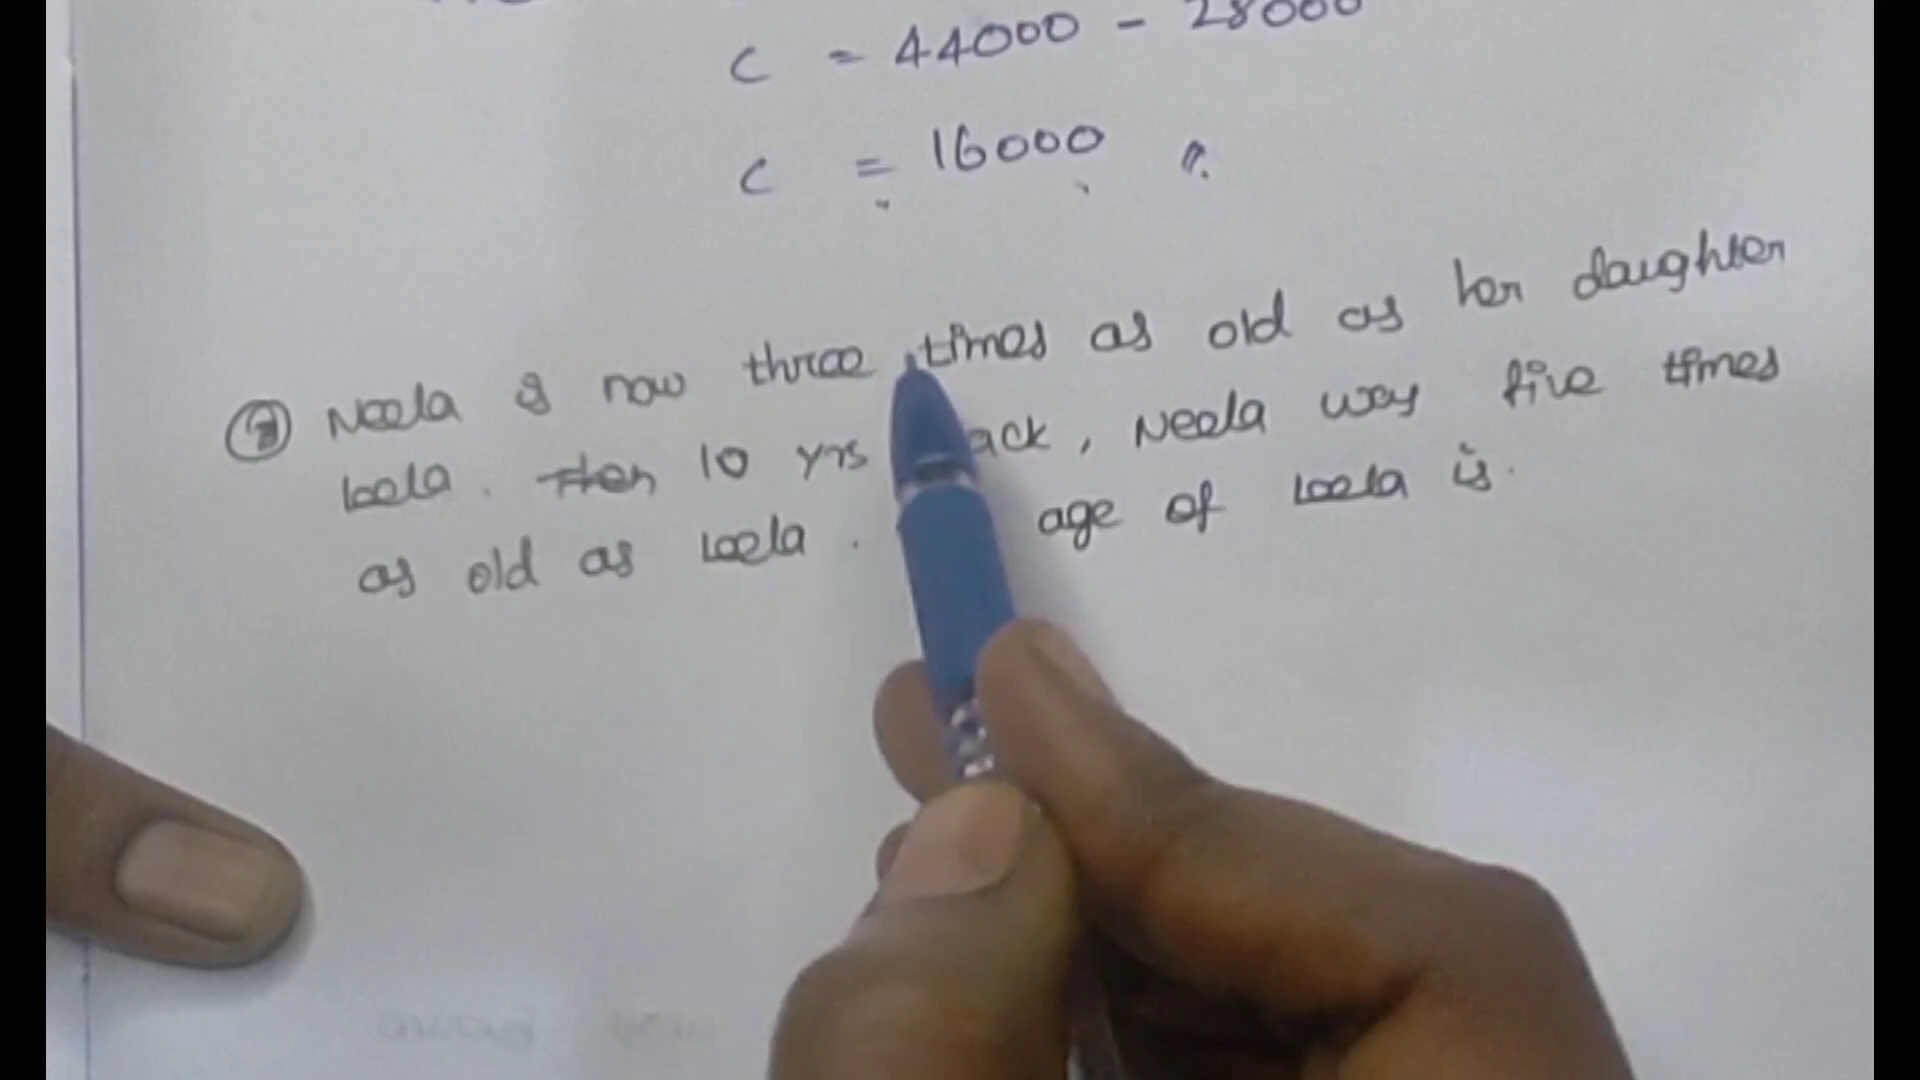 C = 44000 - 28000
C = 16000 //.
Neela is now three times as old as her daughter
Leela. Then 10 yrs back, Neela was five times
as old as Leela. age of Leela is.